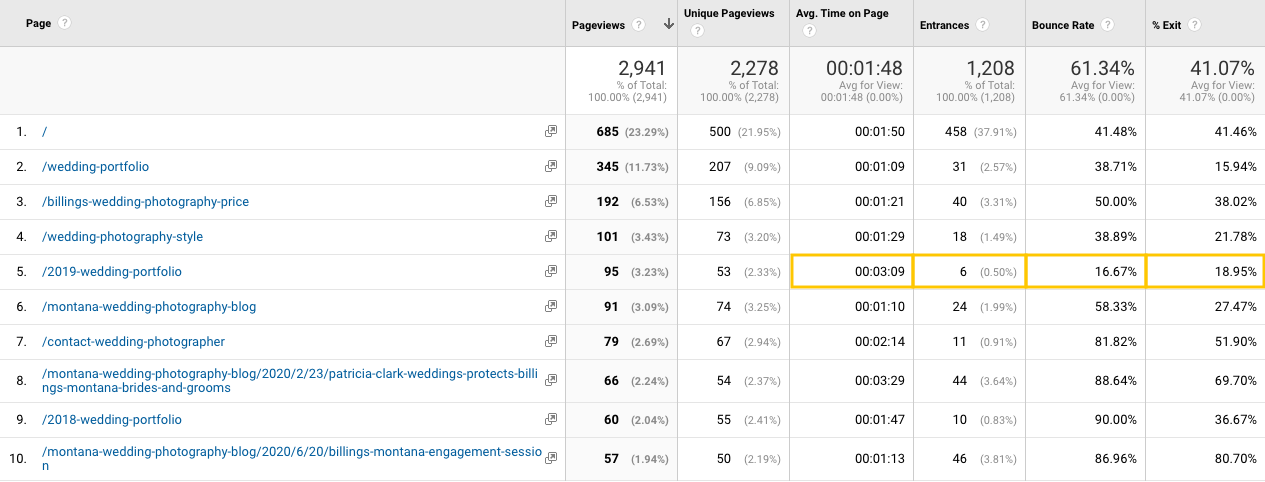 Page ? Pageviews ? ↓ Unique Pageviews ? Avg. Time on Page ? Entrances ? Bounce Rate ? % Exit ?
2,941 2,278 00:01:48 1,208 61.34% 41.07%
% of Total: % of Total: Avg for View: % of Total: Avg for View: Avg for View:
100.00% (2,941) 100.00% (2,278) 00:01:48 (0.00%) 100.00% (1,208) 61.34% (0.00%) 41.07% (0.00%)
1. / 685 (23.29%) 500 (21.95%) 00:01:50 458 (37.91%) 41.48% 41.46%
2. /wedding-portfolio 345 (11.73%) 207 (9.09%) 00:01:09 31 (2.57%) 38.71% 15.94%
3. /billings-wedding-photography-price 192 (6.53%) 156 (6.85%) 00:01:21 40 (3.31%) 50.00% 38.02%
4. /wedding-photography-style 101 (3.43%) 73 (3.20%) 00:01:29 18 (1.49%) 38.89% 21.78%
5. /2019-wedding-portfolio 95 (3.23%) 53 (2.33%) 00:03:09 6 (0.50%) 16.67% 18.95%
6. /montana-wedding-photography-blog 91 (3.09%) 74 (3.25%) 00:01:10 24 (1.99%) 58.33% 27.47%
7. /contact-wedding-photographer 79 (2.69%) 67 (2.94%) 00:02:14 11 (0.91%) 81.82% 51.90%
8. /montana-wedding-photography-blog/2020/2/23/patricia-clark-weddings-protects-billi
ngs-montana-brides-and-grooms 66 (2.24%) 54 (2.37%) 00:03:29 44 (3.64%) 88.64% 69.70%
9. /2018-wedding-portfolio 60 (2.04%) 55 (2.41%) 00:01:47 10 (0.83%) 90.00% 36.67%
10. /montana-wedding-photography-blog/2020/6/20/billings-montana-engagement-sessio
n 57 (1.94%) 50 (2.19%) 00:01:13 46 (3.81%) 86.96% 80.70%